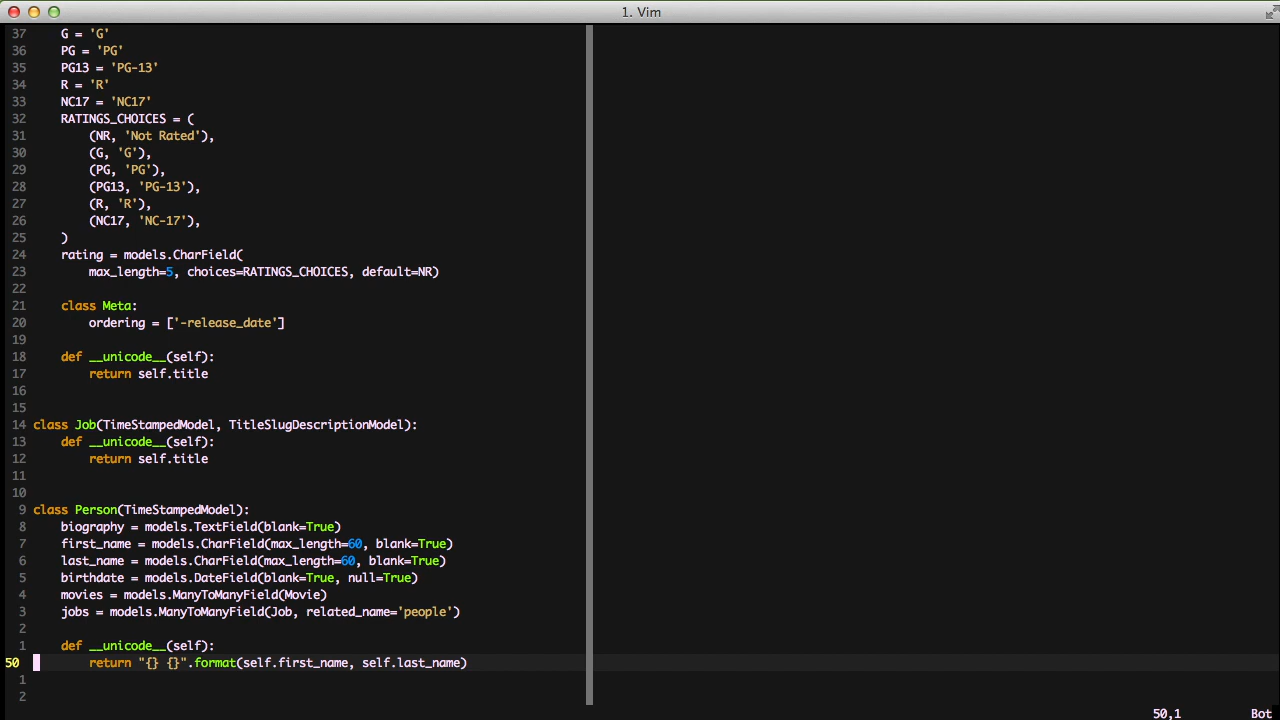 1. Vim
37 G = 'G'
36 PG = 'PG'
35 PG13 = 'PG-13'
34 R = 'R'
33 NC17 = 'NC17'
32 RATINGS_CHOICES = (
31 (NR, 'Not Rated'),
30 (G, 'G'),
29 (PG, 'PG'),
28 (PG13, 'PG-13'),
27 (R, 'R'),
26 (NC17, 'NC-17'),
25 )
24 rating = models.CharField(
23 max_length=5, choices=RATINGS_CHOICES, default=NR)
22
21 class Meta:
20 ordering = ['-release_date']
19
18 def __unicode__(self):
17 return self.title
16
15
14 class Job(TimeStampedModel, TitleSlugDescriptionModel):
13 def __unicode__(self):
12 return self.title
11
10
9 class Person(TimeStampedModel):
8 biography = models.TextField(blank=True)
7 first_name = models.CharField(max_length=60, blank=True)
6 last_name = models.CharField(max_length=60, blank=True)
5 birthdate = models.DateField(blank=True, null=True)
4 movies = models.ManyToManyField(Movie)
3 jobs = models.ManyToManyField(Job, related_name='people')
2
1 def __unicode__(self):
50 return "{} {}".format(self.first_name, self.last_name)
1
2
50,1 Bot